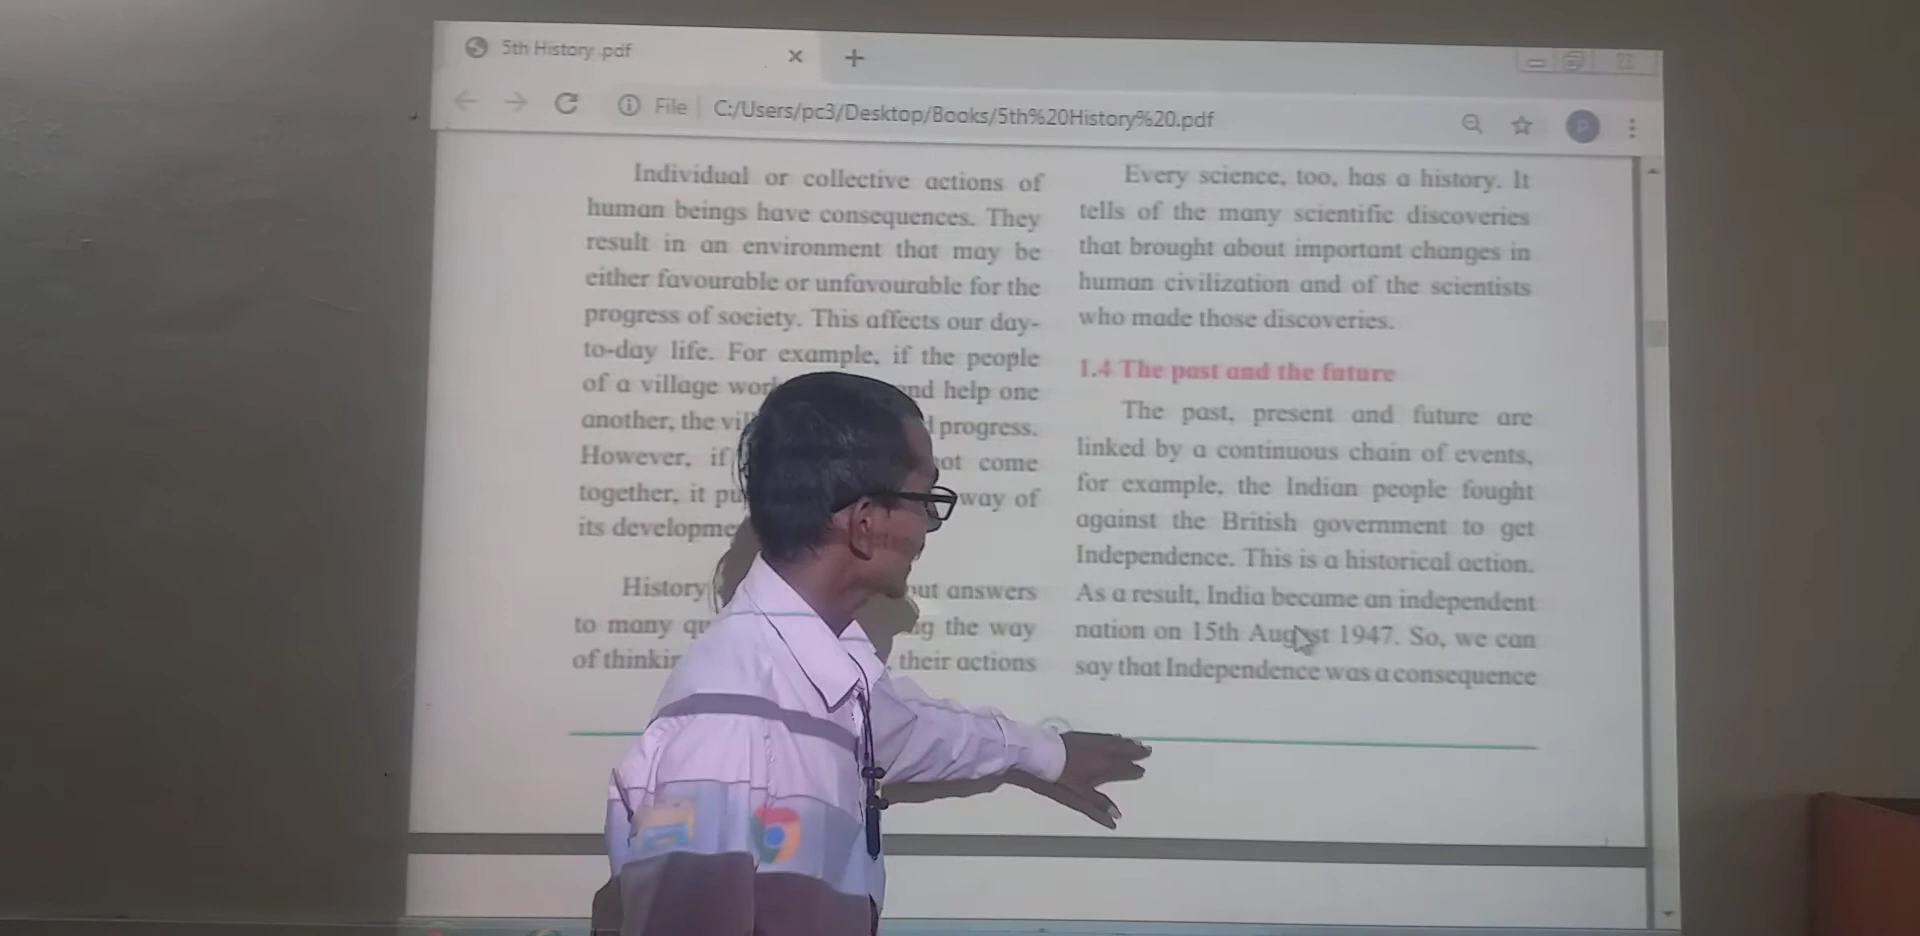 5th History .pdf
File C:/Users/pc3/Desktop/Books/5th%20History%20.pdf
Individual or collective actions of
human beings have consequences. They
result in an environment that may be
either favourable or unfavourable for the
progress of society. This affects our day-
to-day life. For example, if the people
of a village and help one
another, the progress.
However, if not come
together, it way of
its
History answers
to many the way
of their actions
Every science, too, has a history. It
tells of the many scientific discoveries
that brought about important changes in
human civilization and of the scientists
who made those discoveries.
1.4 The past and the future
The past, present and future are
linked by a continuous chain of events,
for example, the Indian people fought
against the British government to get
Independence. This is a historical action.
As a result, India became an independent
nation on 15th August 1947. So, we can
say that Independence was a consequence